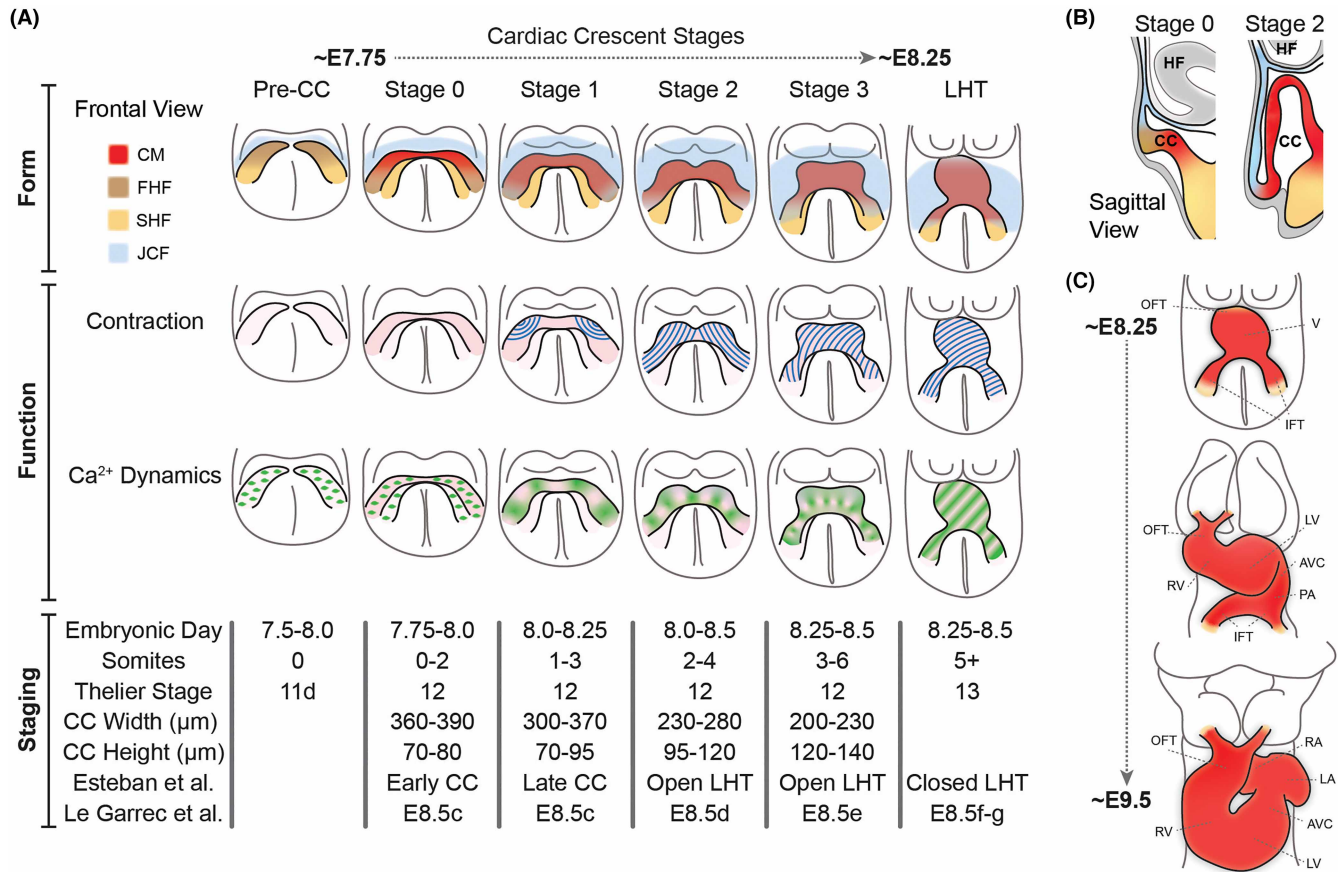 (A)
Cardiac Crescent Stages
~E7.75 ~E8.25
Pre-CC Stage 0 Stage 1 Stage 2 Stage 3 LHT
Form
Frontal View
CM
FHF
SHF
JCF
Function
Contraction
Ca²⁺ Dynamics
Staging
Embryonic Day 7.5-8.0 7.75-8.0 8.0-8.25 8.0-8.5 8.25-8.5 8.25-8.5
Somites 0 0-2 1-3 2-4 3-6 5+
Thelier Stage 11d 12 12 12 12 13
CC Width (µm) 360-390 300-370 230-280 200-230
CC Height (µm) 70-80 70-95 95-120 120-140
Esteban et al. Early CC Late CC Open LHT Open LHT Closed LHT
Le Garrec et al. E8.5c E8.5c E8.5d E8.5e E8.5f-g
(B)
Stage 0 Stage 2
HF HF
CC CC
Sagittal
View
(C)
~E8.25
OFT
V
IFT
OFT
LV
AVC
RV
PA
IFT
~E9.5
OFT
RA
LA
RV
AVC
LV